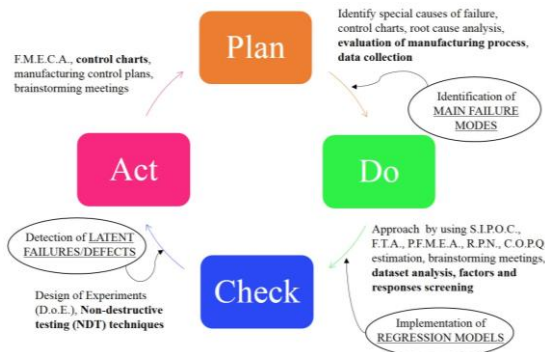 Plan
Identify special causes of failure,
control charts, root cause analysis,
evaluation of manufacturing process,
data collection
F.M.E.C.A., control charts,
manufacturing control plans,
brainstorming meetings
Identification of
MAIN FAILURE
MODES
Act
Do
Detection of LATENT
FAILURES/DEFECTS
Approach by using S.I.P.O.C.,
F.T.A., P.F.M.E.A., R.P.N., C.O.P.Q
estimation, brainstorming meetings,
dataset analysis, factors and
responses screening
Check
Design of Experiments
(D.o.E.), Non-destructive
testing (NDT) techniques
Implementation of
REGRESSION MODELS